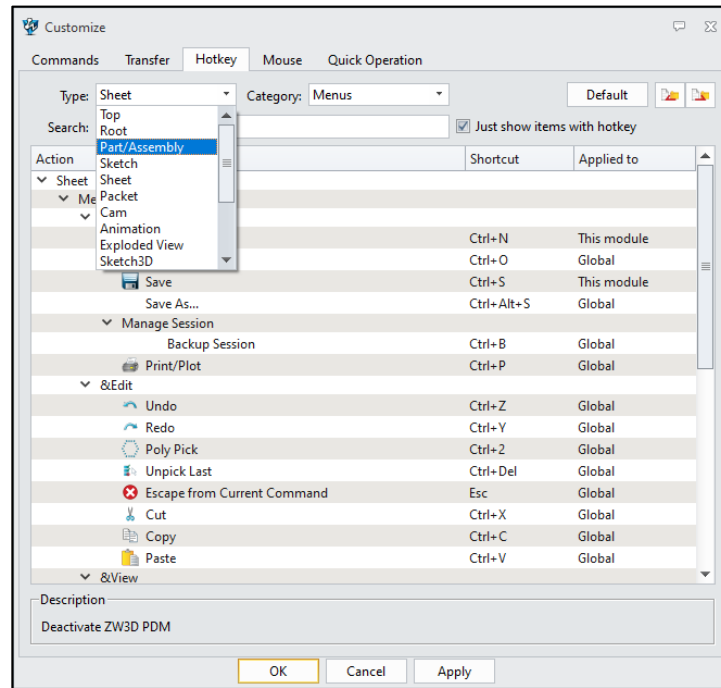 Customize
Commands Transfer Hotkey Mouse Quick Operation
Type: Sheet Category: Menus Default
Search: Just show items with hotkey
Top
Root
Part/Assembly
Sketch
Sheet
Packet
Cam
Animation
Exploded View
Sketch3D
Action Shortcut Applied to
Sheet
Me
Ctrl+N This module
Ctrl+O Global
Save Ctrl+S This module
Save As... Ctrl+Alt+S Global
Manage Session
Backup Session Ctrl+B Global
Print/Plot Ctrl+P Global
&Edit
Undo Ctrl+Z Global
Redo Ctrl+Y Global
Poly Pick Ctrl+2 Global
Unpick Last Ctrl+Del Global
Escape from Current Command Esc Global
Cut Ctrl+X Global
Copy Ctrl+C Global
Paste Ctrl+V Global
&View
Description
Deactivate ZW3D PDM
OK Cancel Apply